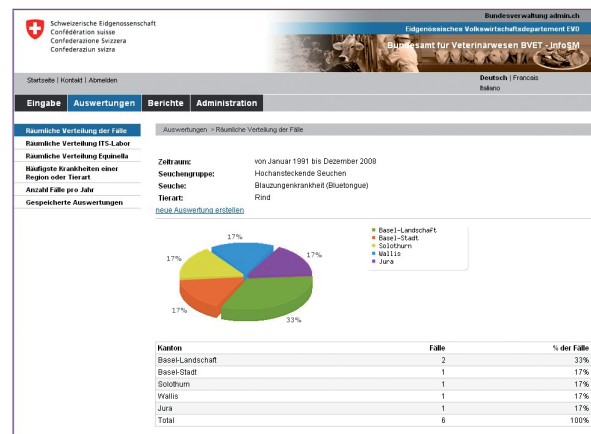 Bundesverwaltung admin.ch
Schweizerische Eidgenossenschaft
Confédération suisse
Confederazione Svizzera
Confederaziun svizra
Eidgenössisches Volkswirtschaftsdepartement EVD
Bundesamt für Veterinärwesen BVET - InfoSM
Startseite | Kontakt | Abmelden
Deutsch | Francais
Italiano
Eingabe Auswertungen Berichte Administration
Räumliche Verteilung der Fälle
Räumliche Verteilung ITS-Labor
Räumliche Verteilung Equinella
Häufigste Krankheiten einer
Region oder Tierart
Anzahl Fälle pro Jahr
Gespeicherte Auswertungen
Auswertungen > Räumliche Verteilung der Fälle
Zeitraum: von Januar 1991 bis Dezember 2008
Seuchengruppe: Hochansteckende Seuchen
Seuche: Blauzungenkrankheit (Bluetongue)
Tierart: Rind
neue Auswertung erstellen
17%
17%
17%
17%
33%
Basel-Landschaft
Basel-Stadt
Solothurn
Wallis
Jura
Kanton Fälle % der Fälle
Basel-Landschaft 2 33%
Basel-Stadt 1 17%
Solothurn 1 17%
Wallis 1 17%
Jura 1 17%
Total 6 100%